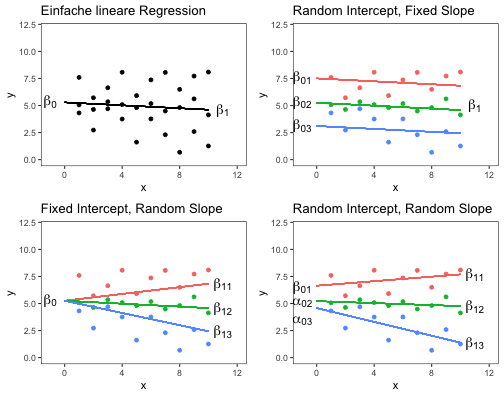 Einfache lineare Regression
12.5
10.0
7.5
5.0
2.5
0.0
y
β0
β1
0
4
8
12
x
Random Intercept, Fixed Slope
12.5
10.0
7.5
5.0
2.5
0.0
y
β01
β02
β03
β1
0
4
8
12
x
Fixed Intercept, Random Slope
12.5
10.0
7.5
5.0
2.5
0.0
y
β0
β11
β12
β13
0
4
8
12
x
Random Intercept, Random Slope
12.5
10.0
7.5
5.0
2.5
0.0
y
β01
α02
α03
β11
β12
β13
0
4
8
12
x